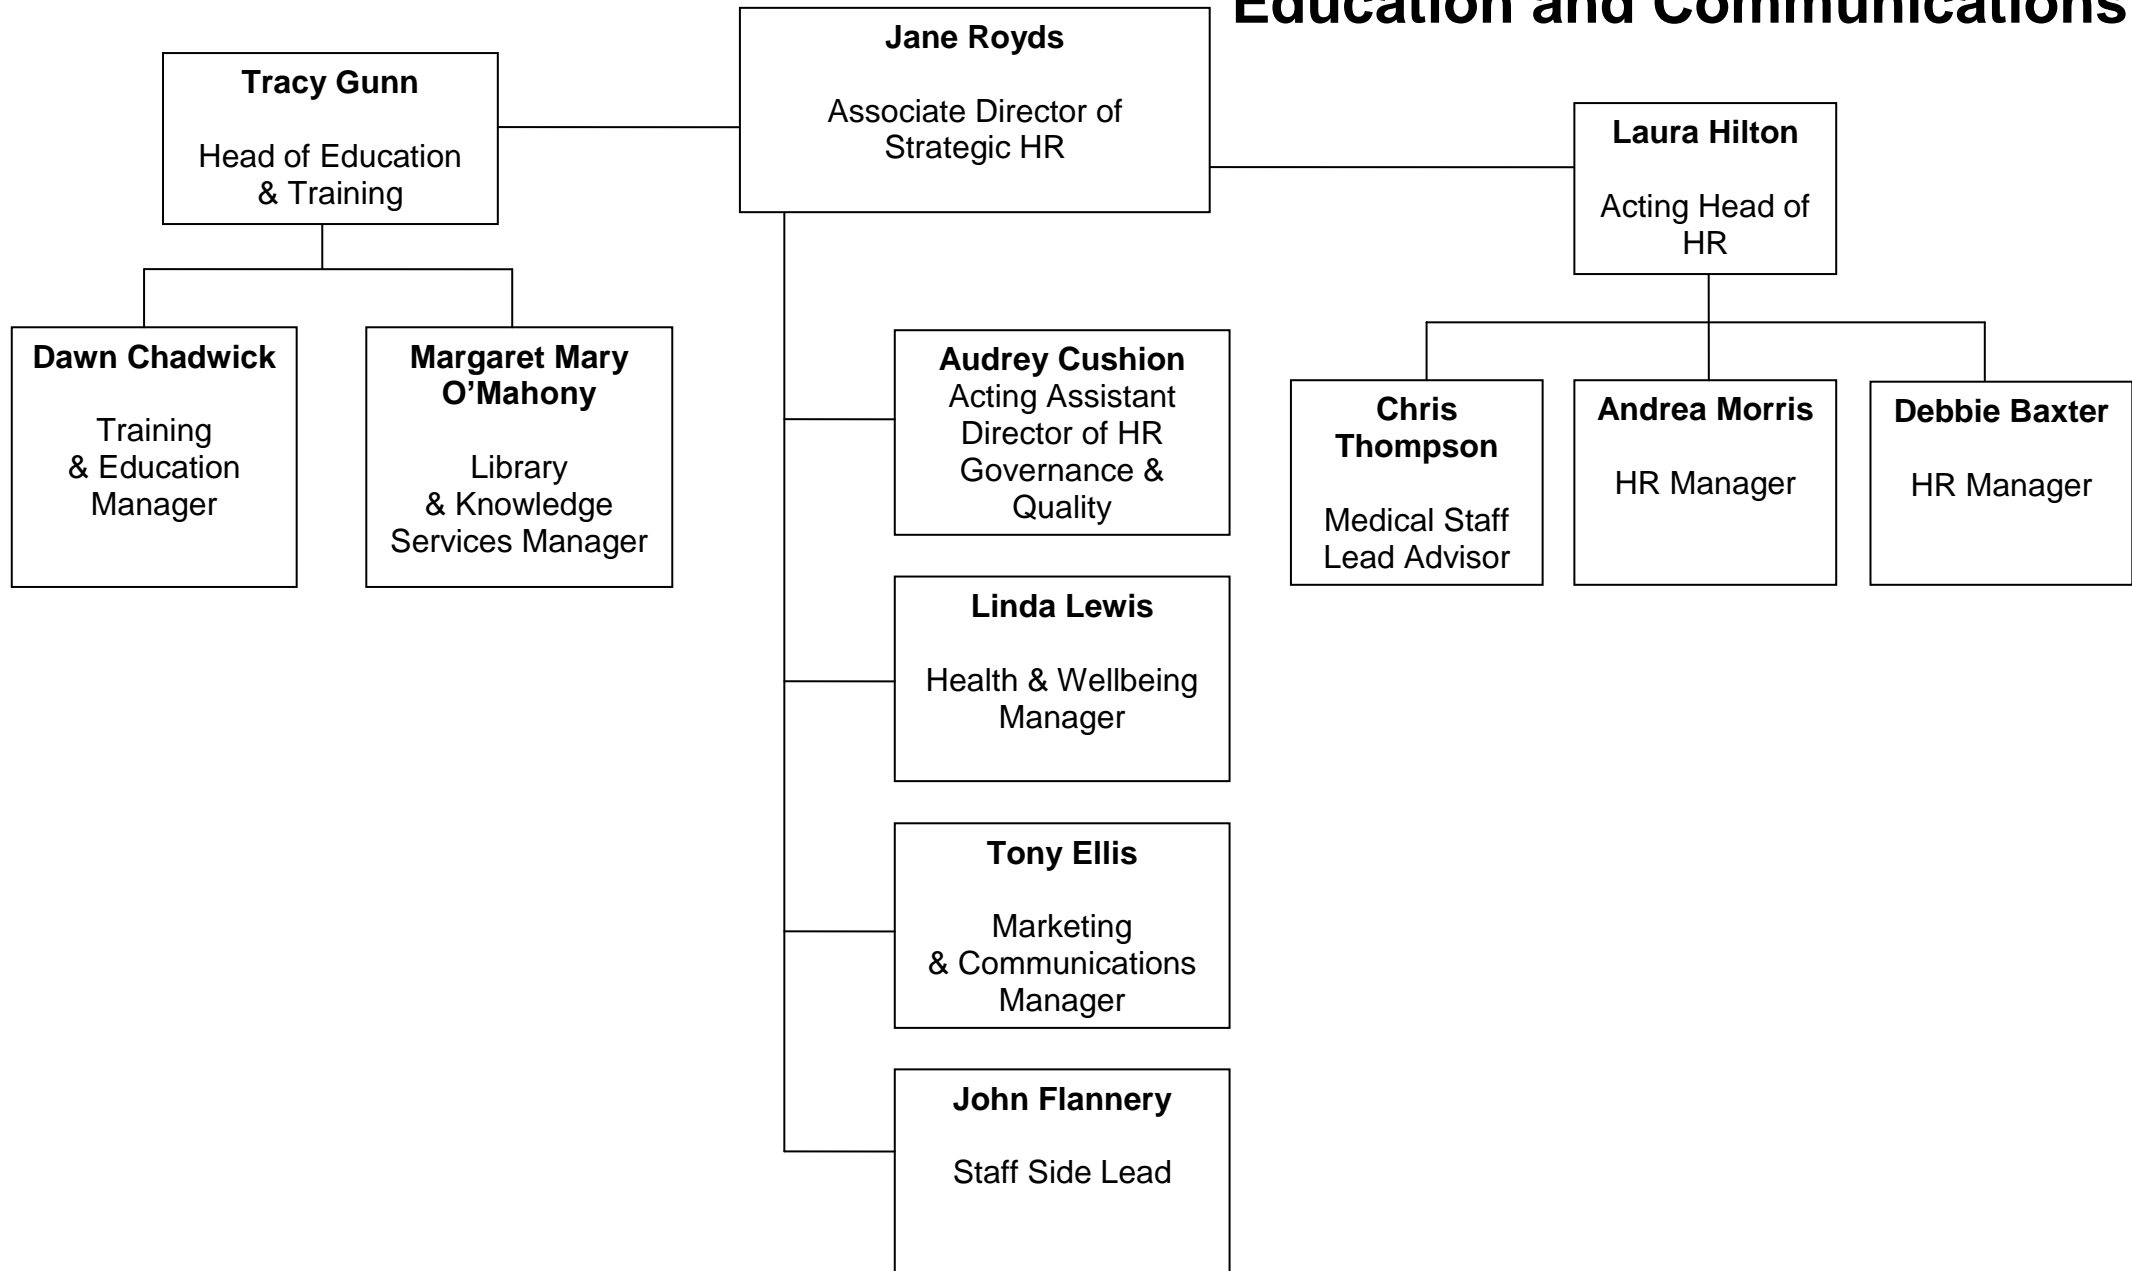 Education and Communications
Jane Royds
Associate Director of
Strategic HR
Tracy Gunn
Head of Education
& Training
Laura Hilton
Acting Head of
HR
Dawn Chadwick
Training
& Education
Manager
Margaret Mary
O’Mahony
Library
& Knowledge
Services Manager
Audrey Cushion
Acting Assistant
Director of HR
Governance &
Quality
Chris
Thompson
Medical Staff
Lead Advisor
Andrea Morris
HR Manager
Debbie Baxter
HR Manager
Linda Lewis
Health & Wellbeing
Manager
Tony Ellis
Marketing
& Communications
Manager
John Flannery
Staff Side Lead